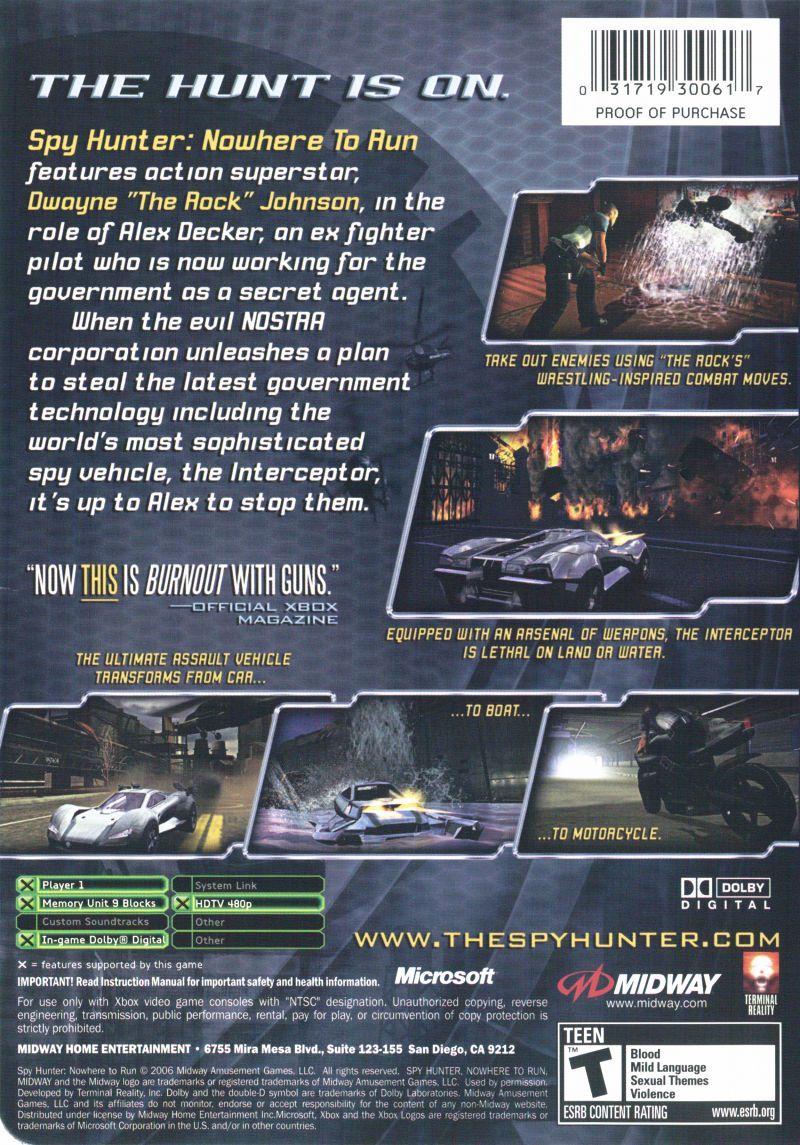 THE HUNT IS ON.
0 31719 30061 7
PROOF OF PURCHASE
Spy Hunter: Nowhere To Run
features action superstar,
Dwayne "The Rock" Johnson, in the
role of Alex Decker, an ex fighter
pilot who is now working for the
government as a secret agent.
When the evil NOSTRA
corporation unleashes a plan
to steal the latest government
technology including the
world's most sophisticated
spy vehicle, the Interceptor,
it's up to Alex to stop them.
TAKE OUT ENEMIES USING "THE ROCK'S"
WRESTLING-INSPIRED COMBAT MOVES.
"NOW THIS IS BURNOUT WITH GUNS."
—OFFICIAL XBOX
MAGAZINE
EQUIPPED WITH AN ARSENAL OF WEAPONS, THE INTERCEPTOR
IS LETHAL ON LAND OR WATER.
THE ULTIMATE ASSAULT VEHICLE
TRANSFORMS FROM CAR...
...TO BOAT...
...TO MOTORCYCLE.
Player 1
System Link
Memory Unit 9 Blocks
HDTV 480p
Custom Soundtracks
Other
In-game Dolby® Digital
Other
DOLBY
DIGITAL
WWW.THESPYHUNTER.COM
X = features supported by this game
IMPORTANT! Read Instruction Manual for important safety and health information.
Microsoft
For use only with Xbox video game consoles with "NTSC" designation. Unauthorized copying, reverse
engineering, transmission, public performance, rental, pay for play, or circumvention of copy protection is
strictly prohibited.
MIDWAY
www.midway.com
TERMINAL
REALITY
MIDWAY HOME ENTERTAINMENT • 6755 Mira Mesa Blvd., Suite 123-155 San Diego, CA 9212
Spy Hunter: Nowhere to Run © 2006 Midway Amusement Games, LLC. All rights reserved. SPY HUNTER, NOWHERE TO RUN,
MIDWAY and the Midway logo are trademarks or registered trademarks of Midway Amusement Games, LLC. Used by permission.
Developed by Terminal Reality, Inc. Dolby and the double-D symbol are trademarks of Dolby Laboratories. Midway Amusement
Games, LLC and its affiliates do not monitor, endorse or accept responsibility for the content of any non-Midway website.
Distributed under license by Midway Home Entertainment Inc.Microsoft, Xbox and the Xbox Logos are registered trademarks or
trademarks of Microsoft Corporation in the U.S. and/or in other countries.
TEEN
T
TM
Blood
Mild Language
Sexual Themes
Violence
ESRB CONTENT RATING www.esrb.org